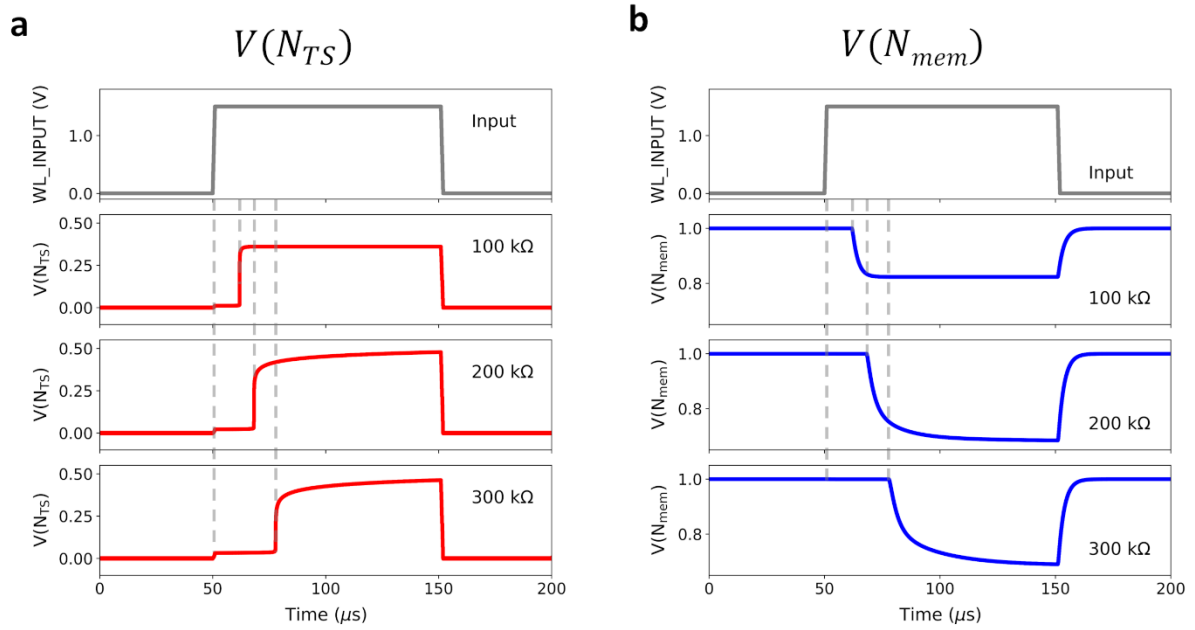 a
V(N_TS)
WL_INPUT (V)
1.0
0.0
Input
V(N_TS)
0.50
0.25
0.00
100 kΩ
V(N_TS)
0.50
0.25
0.00
200 kΩ
V(N_TS)
0.50
0.25
0.00
300 kΩ
0
50
100
150
200
Time (μs)
b
V(N_mem)
WL_INPUT (V)
1.0
0.0
Input
V(N_mem)
1.0
0.8
100 kΩ
V(N_mem)
1.0
0.8
200 kΩ
V(N_mem)
1.0
0.8
300 kΩ
0
50
100
150
200
Time (μs)